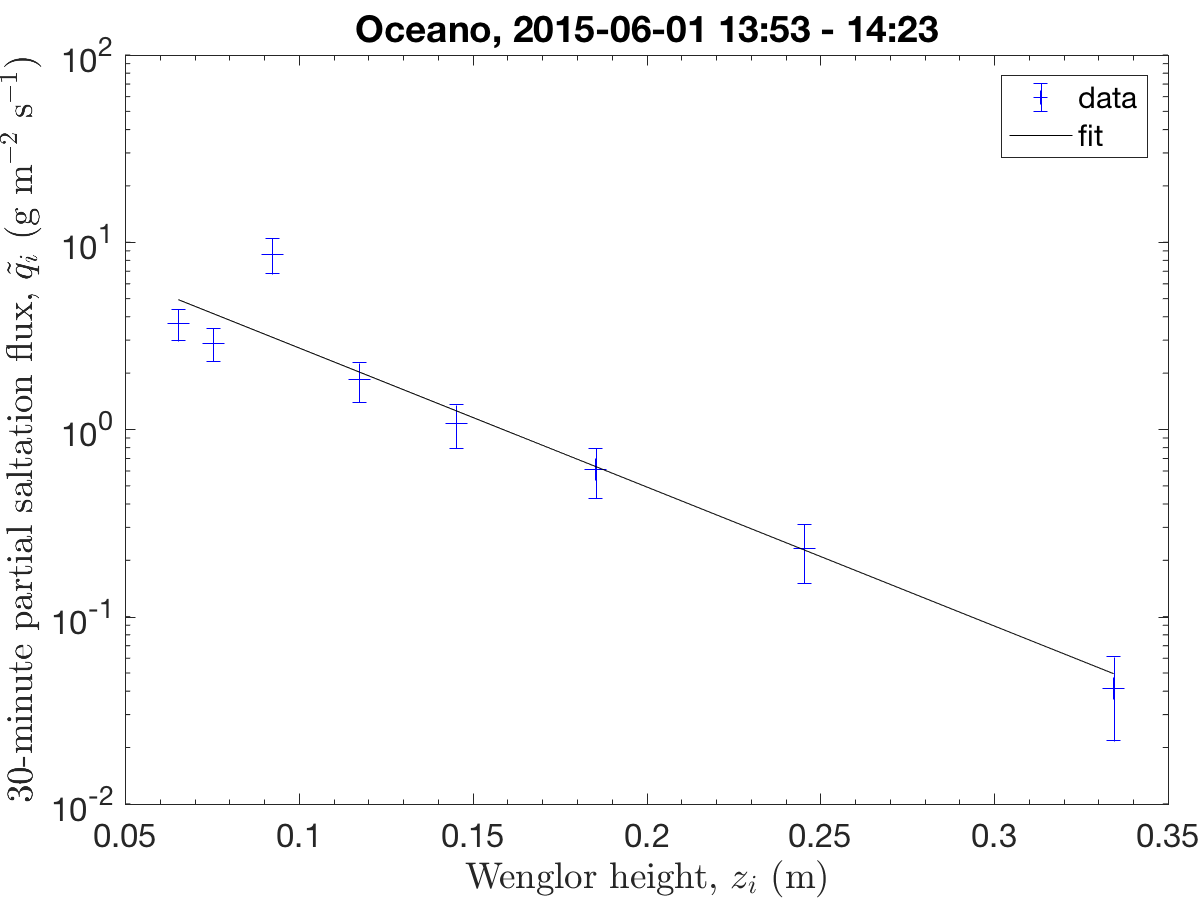 Oceano, 2015-06-01 13:53 - 14:23
30-minute partial saltation flux, q̃ᵢ (g m⁻² s⁻¹)
10²
10¹
10⁰
10⁻¹
10⁻²
data
fit
0.05 0.1 0.15 0.2 0.25 0.3 0.35
Wenglor height, zᵢ (m)